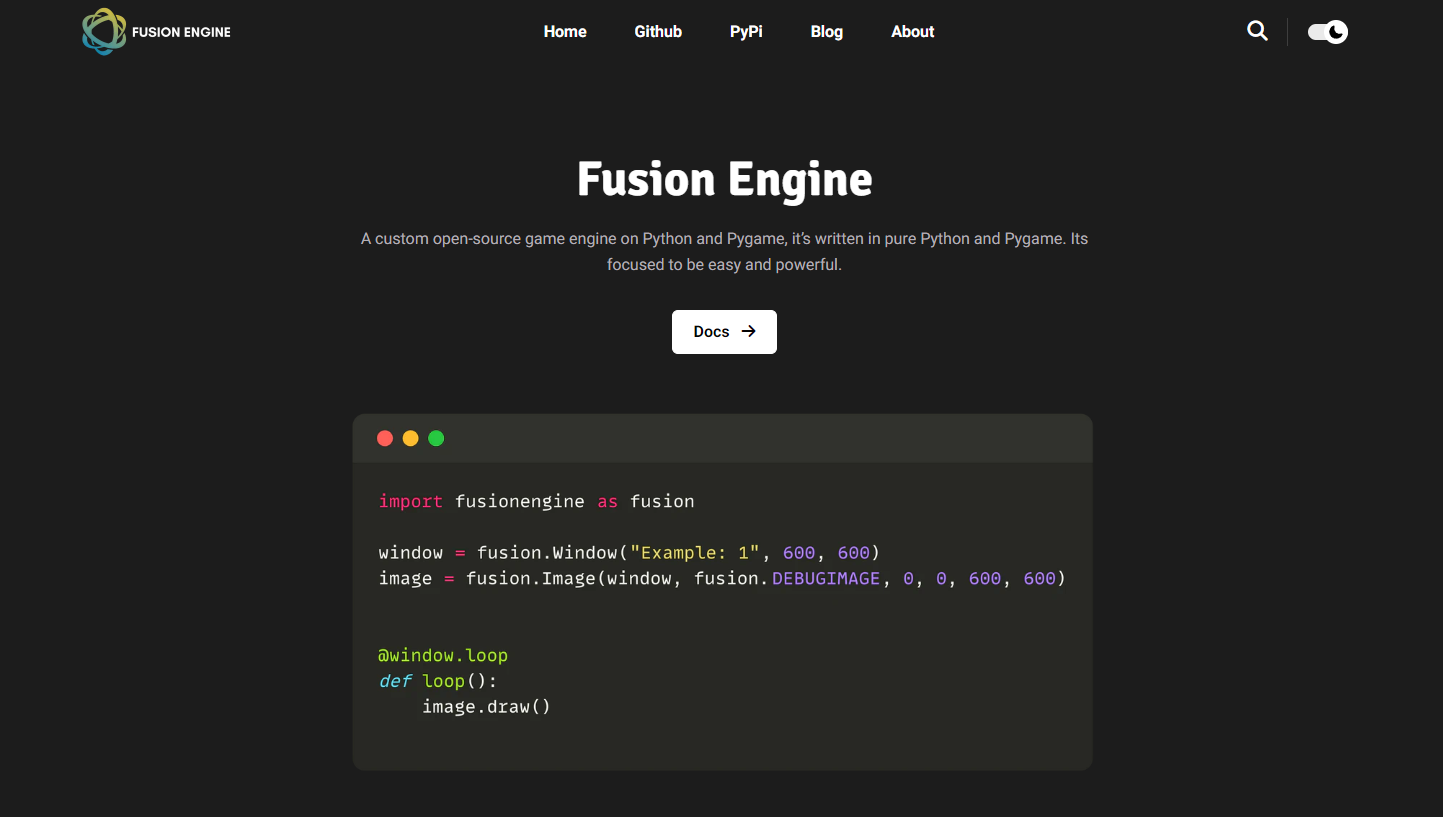 FUSION ENGINE
Home Github PyPi Blog About
Fusion Engine
A custom open-source game engine on Python and Pygame, it’s written in pure Python and Pygame. Its
focused to be easy and powerful.
Docs →
import fusionengine as fusion
window = fusion.Window("Example: 1", 600, 600)
image = fusion.Image(window, fusion.DEBUGIMAGE, 0, 0, 600, 600)
@window.loop
def loop():
    image.draw()